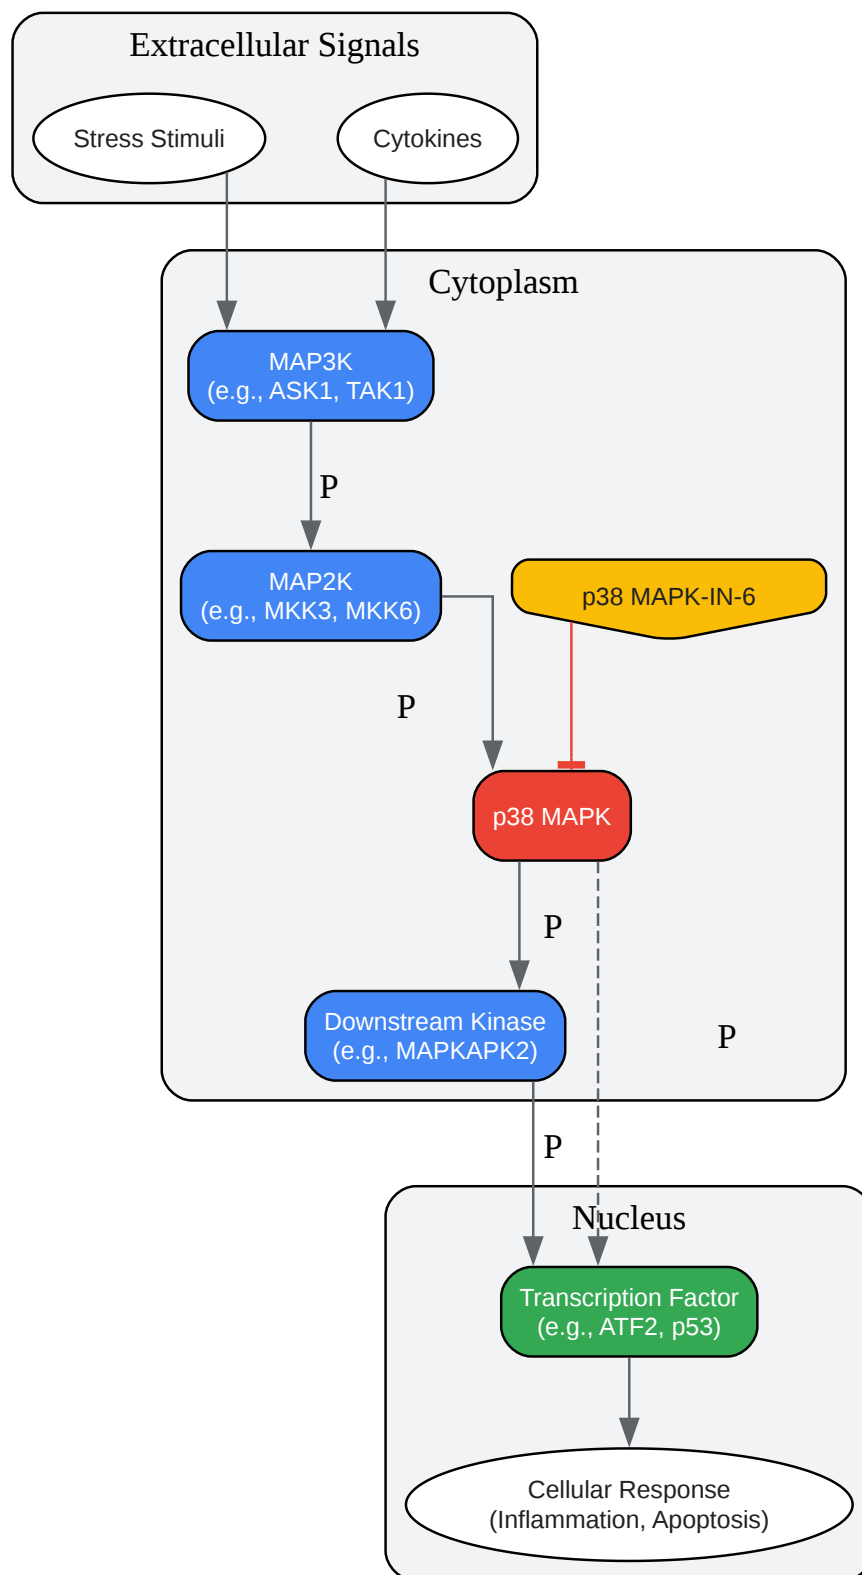 Extracellular Signals
Stress Stimuli
Cytokines
Cytoplasm
MAP3K
(e.g., ASK1, TAK1)
P
MAP2K
(e.g., MKK3, MKK6)
p38 MAPK-IN-6
P
p38 MAPK
P
Downstream Kinase
(e.g., MAPKAPK2)
P
P
Nucleus
Transcription Factor
(e.g., ATF2, p53)
Cellular Response
(Inflammation, Apoptosis)